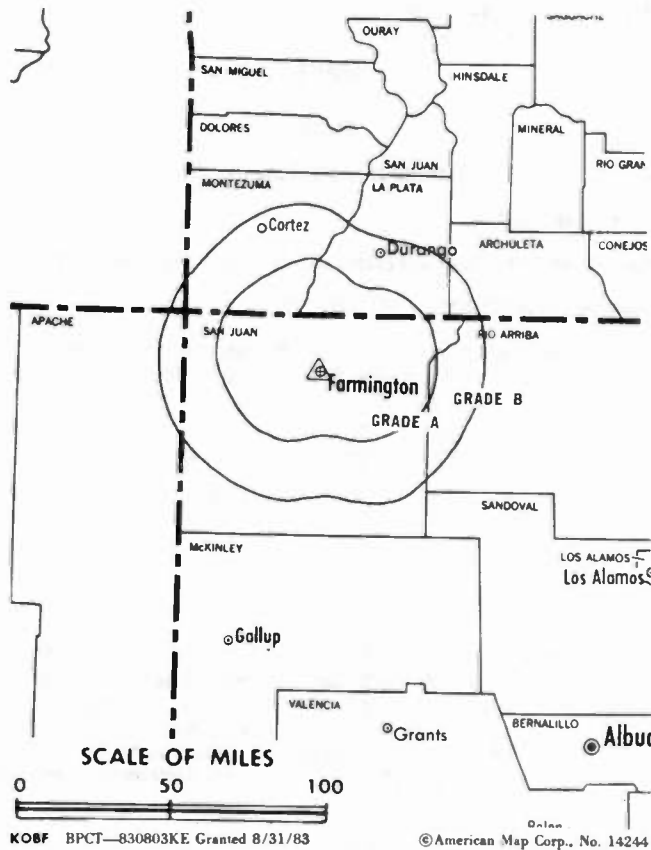 OURAY
SAN MIGUEL
HINSDALE
DOLORES
MINERAL
SAN JUAN
RIO GRAN
MONTEZUMA
LA PLATA
Cortez
Durango
ARCHULETA
CONEJOS
APACHE
SAN JUAN
RIO ARRIBA
Farmington
GRADE B
GRADE A
SANDOVAL
McKINLEY
LOS ALAMOS
Los Alamos
Gallup
VALENCIA
BERNALILLO
Grants
Albuq
SCALE OF MILES
0 50 100
KOBF BPCT—830803KE Granted 8/31/83
© American Map Corp., No. 14244